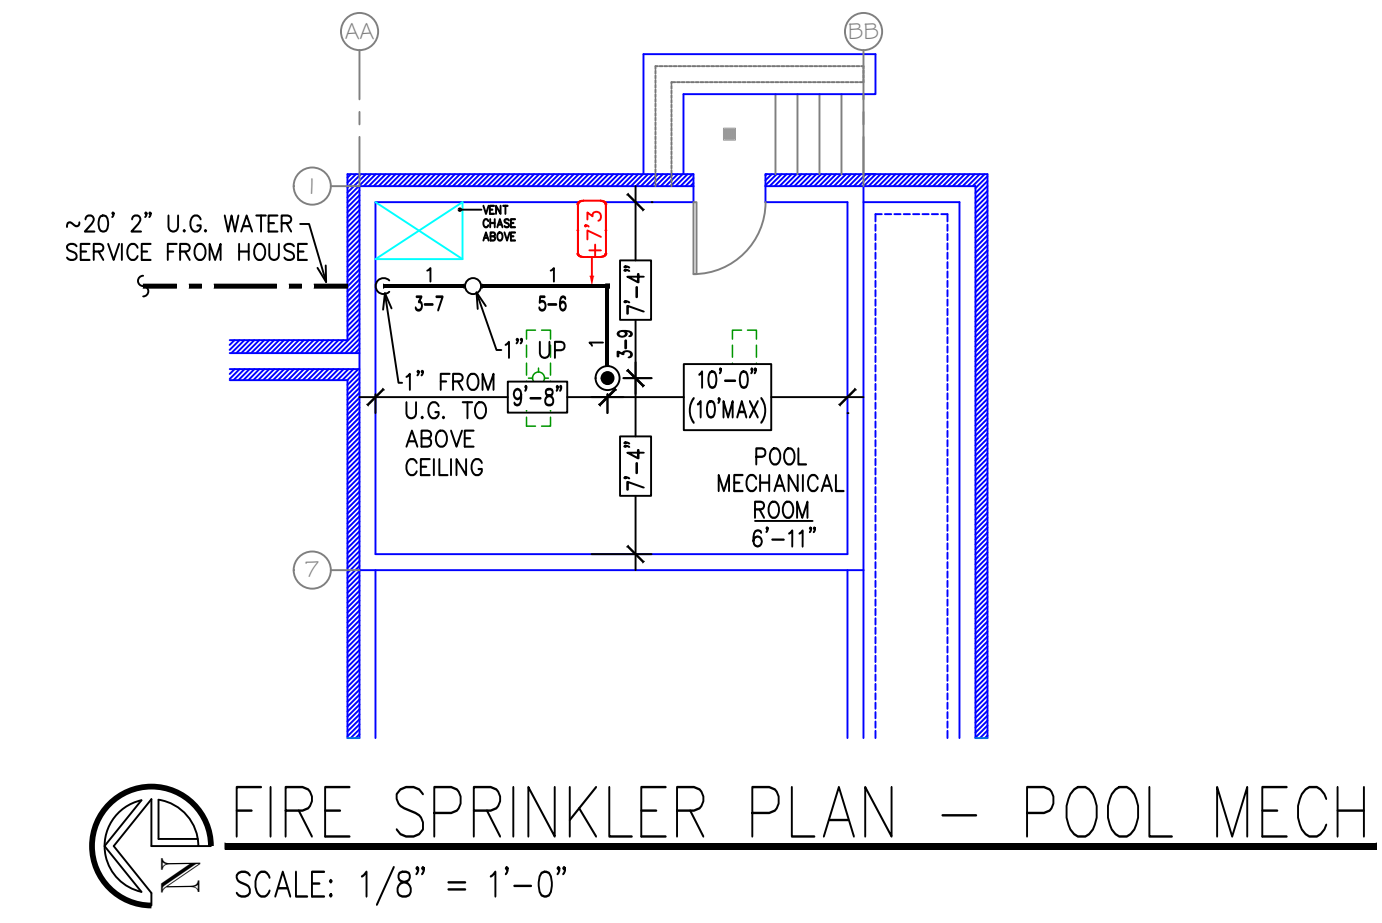 AA
BB
1
~20' 2" U.G. WATER
SERVICE FROM HOUSE
VENT
CHASE
ABOVE
+7'3
7'-4"
1
3-7
1
5-6
1
3-9
1" UP
1" FROM
U.G. TO
ABOVE
CEILING
9'-8"
10'-0"
(10'MAX)
7'-4"
POOL
MECHANICAL
ROOM
6'-11"
7
N
FIRE SPRINKLER PLAN - POOL MECH
SCALE: 1/8" = 1'-0"